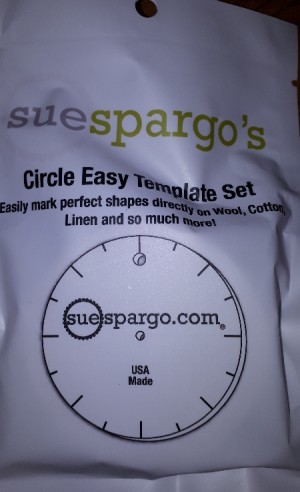 suespargo's
Circle Easy Template Set
Easily mark perfect shapes directly on Wool, Cotton,
Linen and so much more!
suespargo.com®
USA
Made